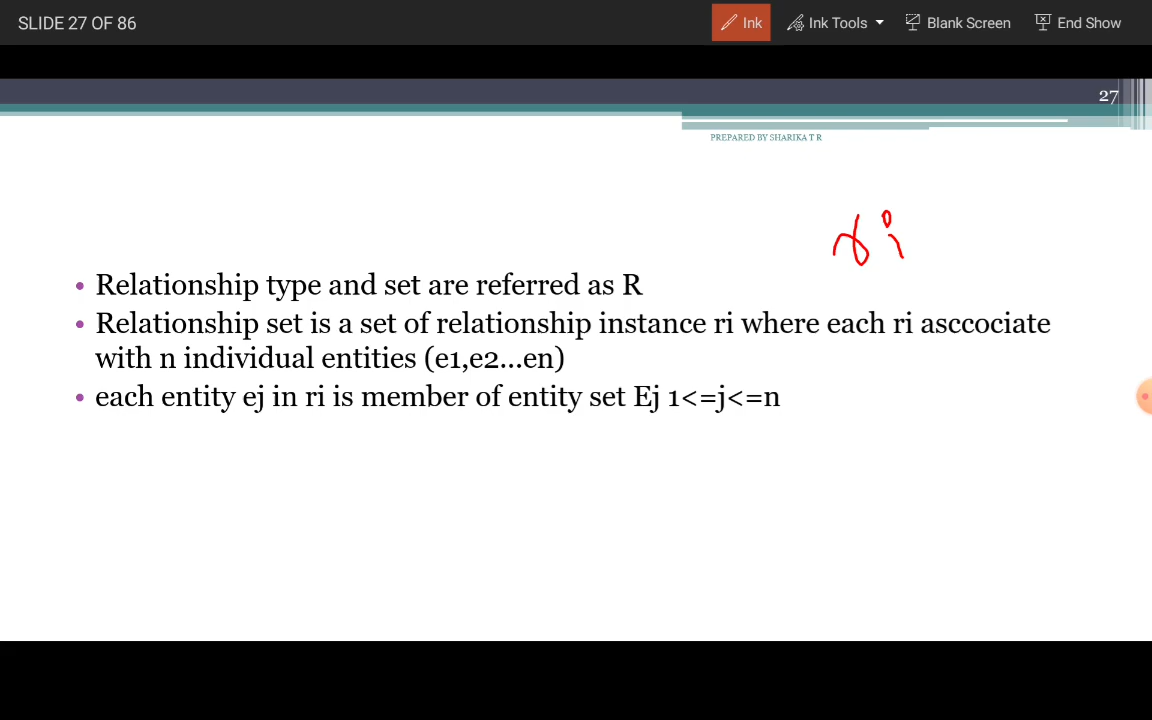 SLIDE 27 OF 86
Ink
Ink Tools
Blank Screen
End Show
27
PREPARED BY SHARIKA T R
ri
• Relationship type and set are referred as R
• Relationship set is a set of relationship instance ri where each ri asccociate
with n individual entities (e1,e2...en)
• each entity ej in ri is member of entity set Ej 1<=j<=n